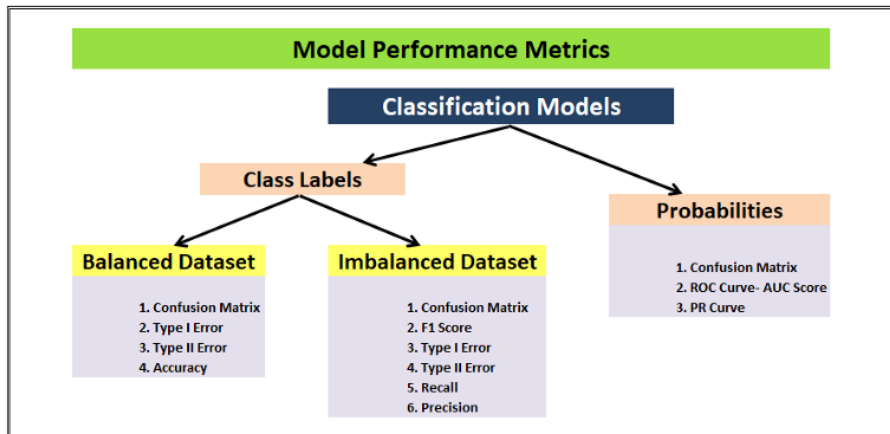 Model Performance Metrics
Classification Models
Class Labels
Probabilities
1. Confusion Matrix
2. ROC Curve- AUC Score
3. PR Curve
Balanced Dataset
1. Confusion Matrix
2. Type I Error
3. Type II Error
4. Accuracy
Imbalanced Dataset
1. Confusion Matrix
2. F1 Score
3. Type I Error
4. Type II Error
5. Recall
6. Precision